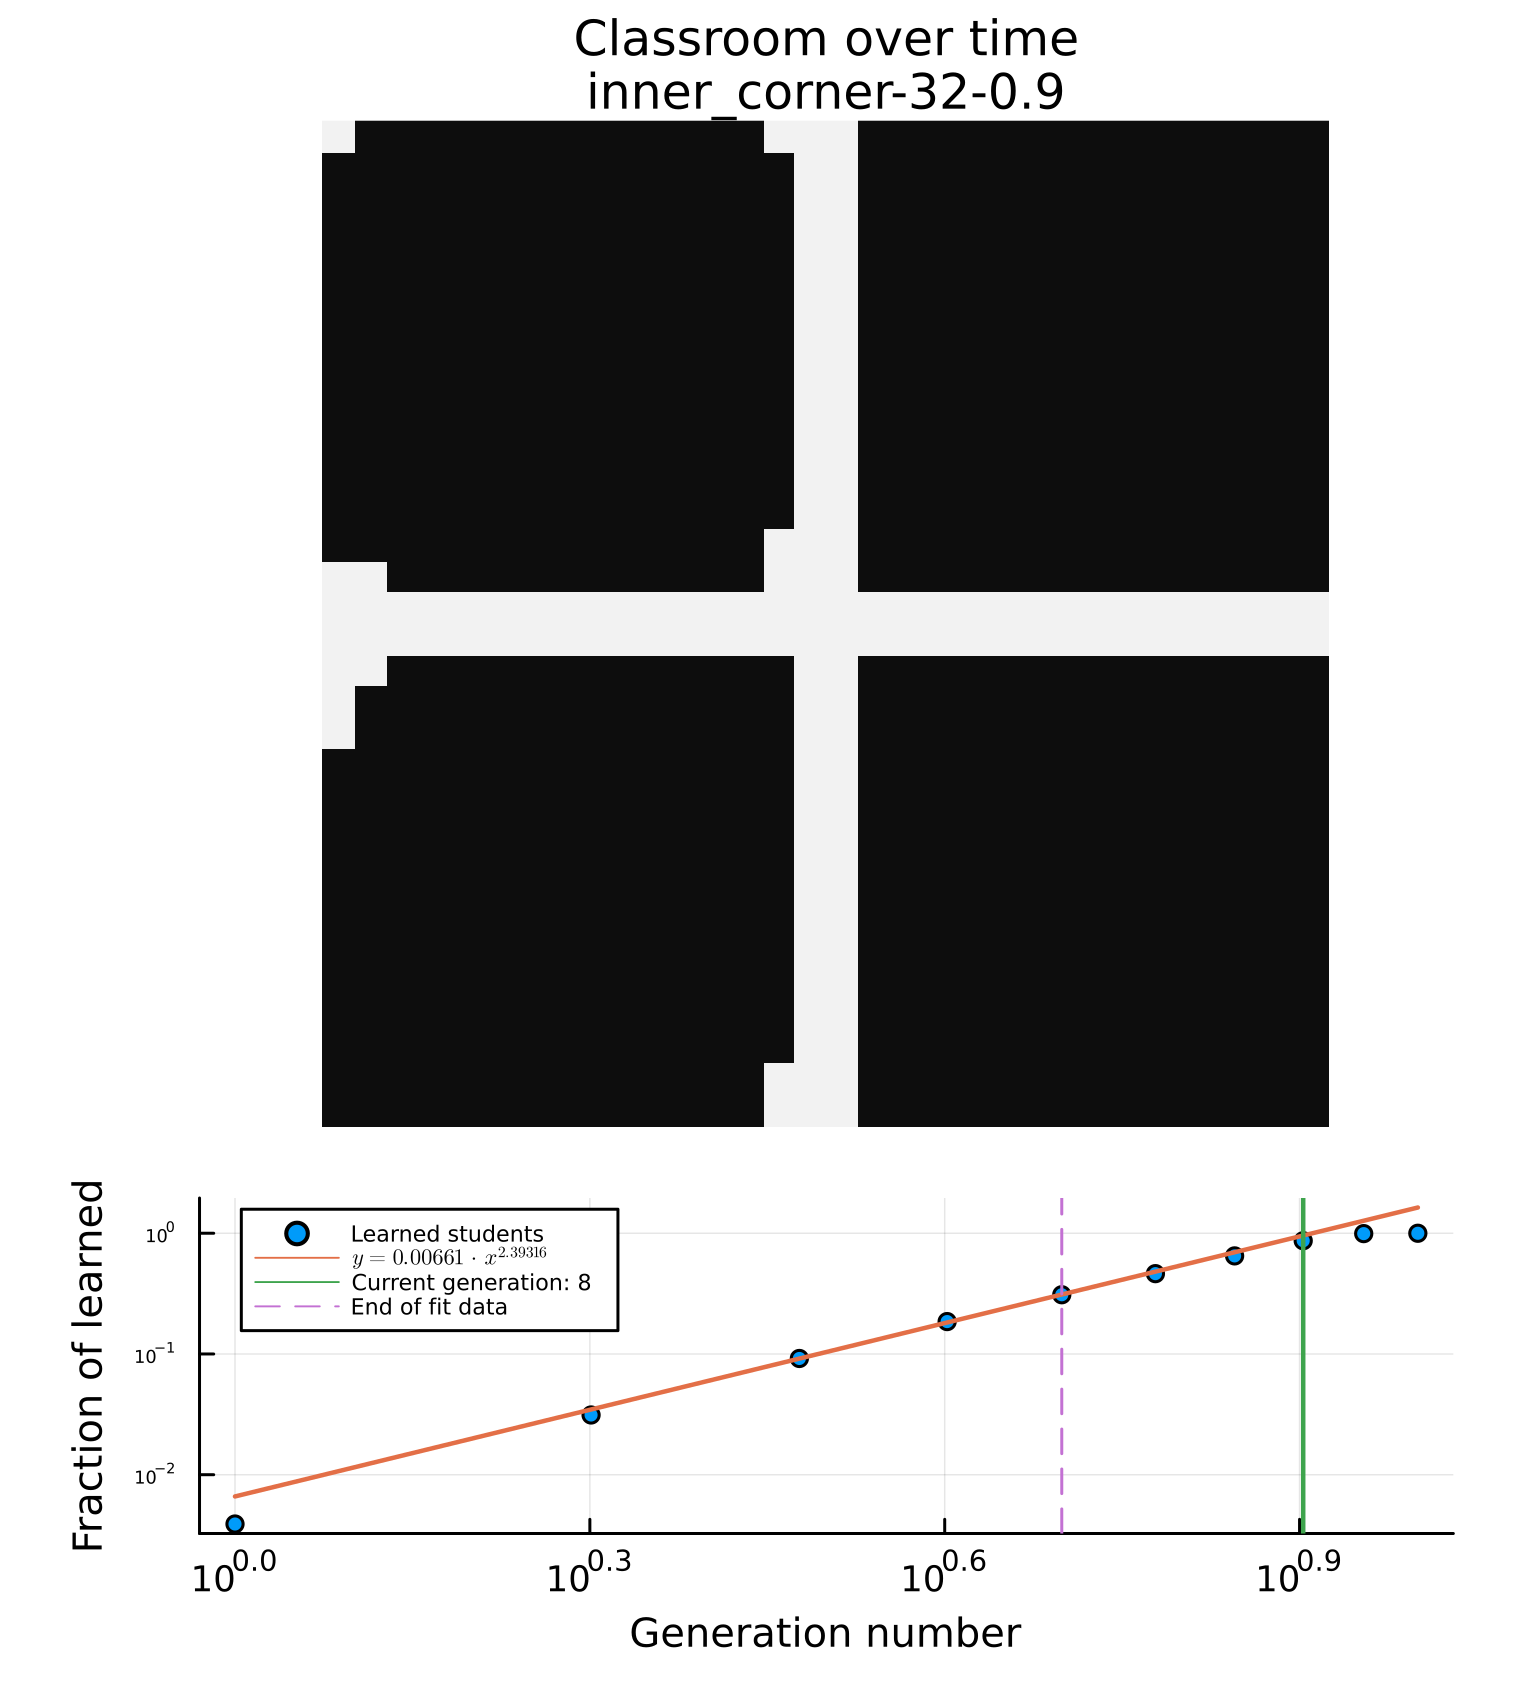 Classroom over time
inner_corner-32-0.9
Fraction of learned
10^0
10^−1
10^−2
Learned students
y = 0.00661 · x^2.39316
Current generation: 8
End of fit data
10^0.0 10^0.3 10^0.6 10^0.9
Generation number